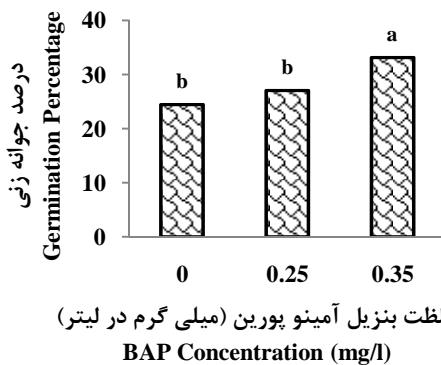 درصد جوانه زنی
Germination Percentage
40
30
20
10
0
b
b
a
0
0.25
0.35
بنزیل آمینو پورین (میلی گرم در لیتر)
BAP Concentration (mg/l)